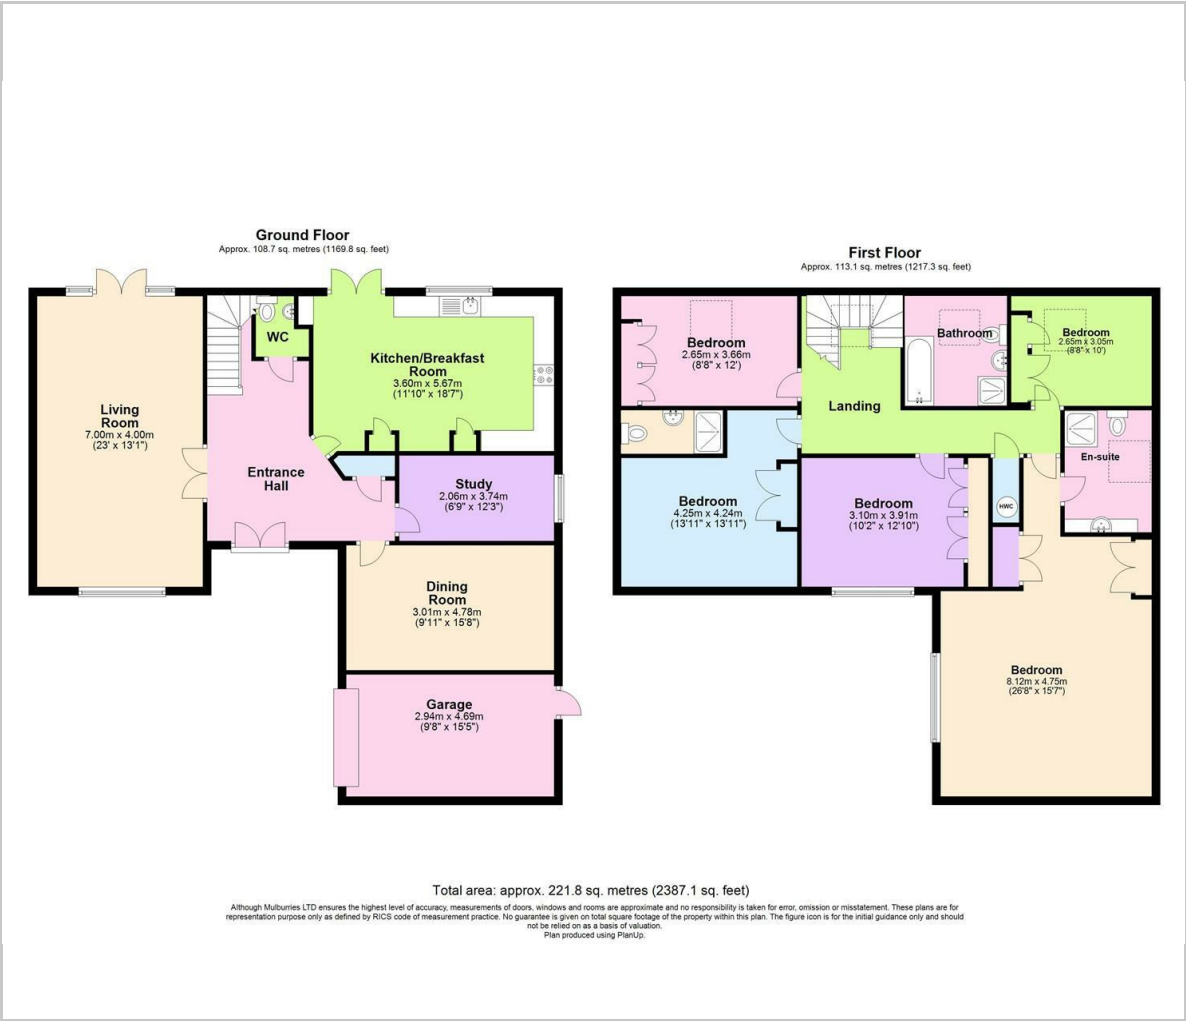 Ground Floor
Approx. 108.7 sq. metres (1169.8 sq. feet)
WC
Kitchen/Breakfast
Room
3.60m x 5.67m
(11'10" x 18'7")
Living
Room
7.00m x 4.00m
(23' x 13'1")
Entrance
Hall
Study
2.06m x 3.74m
(6'9" x 12'3")
Dining
Room
3.01m x 4.78m
(9'11" x 15'8")
Garage
2.94m x 4.69m
(9'8" x 15'5")
First Floor
Approx. 113.1 sq. metres (1217.3 sq. feet)
Bedroom
2.65m x 3.66m
(8'8" x 12')
Bathroom
Bedroom
2.65m x 3.05m
(8'8" x 10')
Landing
En-suite
Bedroom
4.25m x 4.24m
(13'11" x 13'11")
Bedroom
3.10m x 3.91m
(10'2" x 12'10")
HWC
Bedroom
8.12m x 4.75m
(26'8" x 15'7")
Total area: approx. 221.8 sq. metres (2387.1 sq. feet)
Although Mulburries LTD ensures the highest level of accuracy, measurements of doors, windows and rooms are approximate and no responsibility is taken for error, omission or misstatement. These plans are for
representation purpose only as defined by RICS code of measurement practice. No guarantee is given on total square footage of the property within this plan. The figure icon is for the initial guidance only and should
not be relied on as a basis of valuation.
Plan produced using PlanUp.